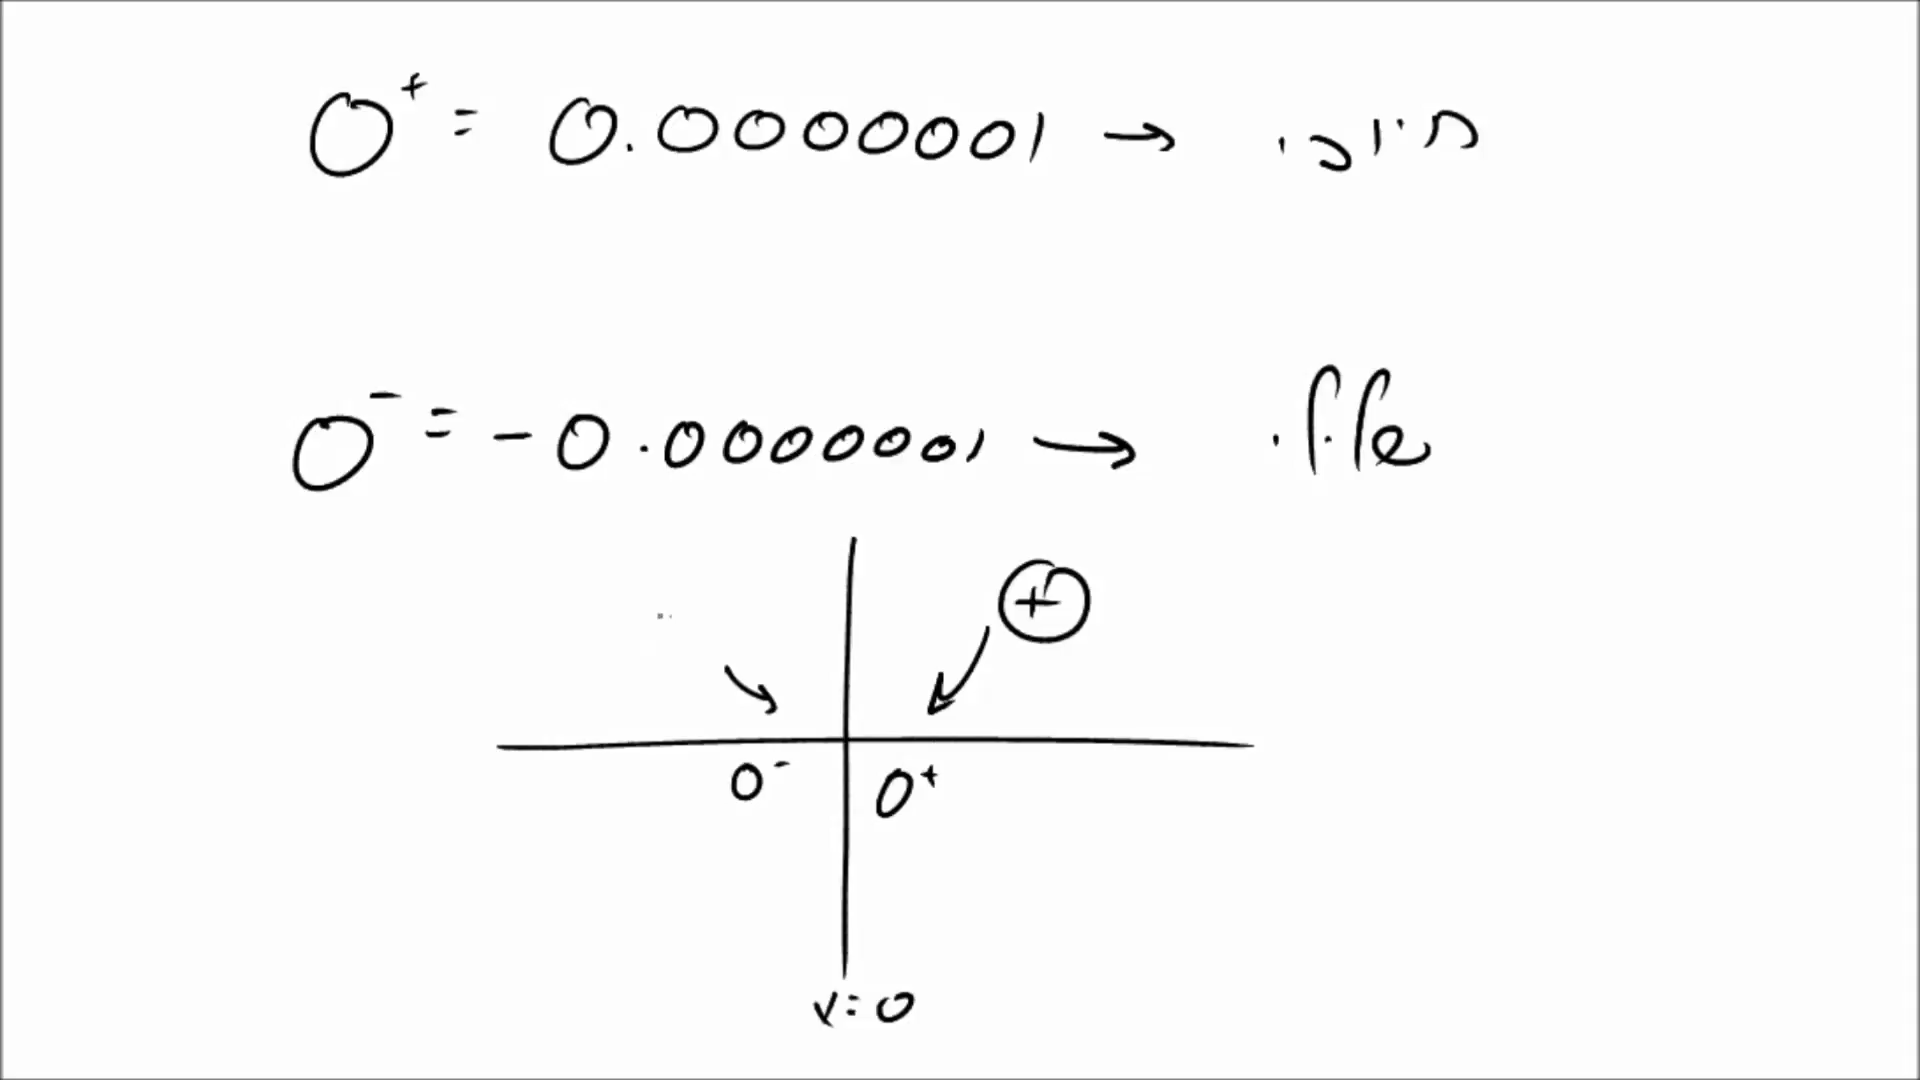 0⁺ = 0.0000001 → חיובי
0⁻ = -0.0000001 → שלילי
+
0⁻ 0⁺
x=0